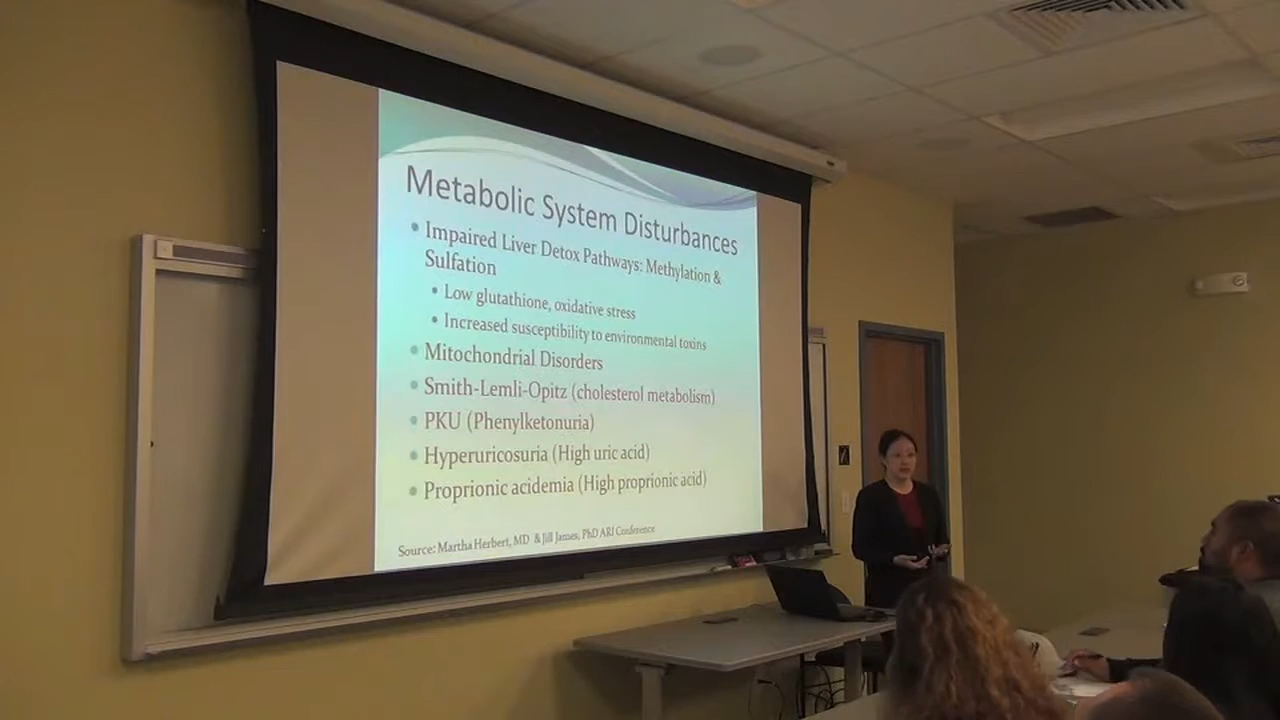 Metabolic System Disturbances
• Impaired Liver Detox Pathways: Methylation &
Sulfation
• Low glutathione, oxidative stress
• Increased susceptibility to environmental toxins
• Mitochondrial Disorders
• Smith-Lemli-Opitz (cholesterol metabolism)
• PKU (Phenylketonuria)
• Hyperuricosuria (High uric acid)
• Proprionic acidemia (High proprionic acid)
Source: Martha Herbert, MD & Jill James, PhD ARI Conference